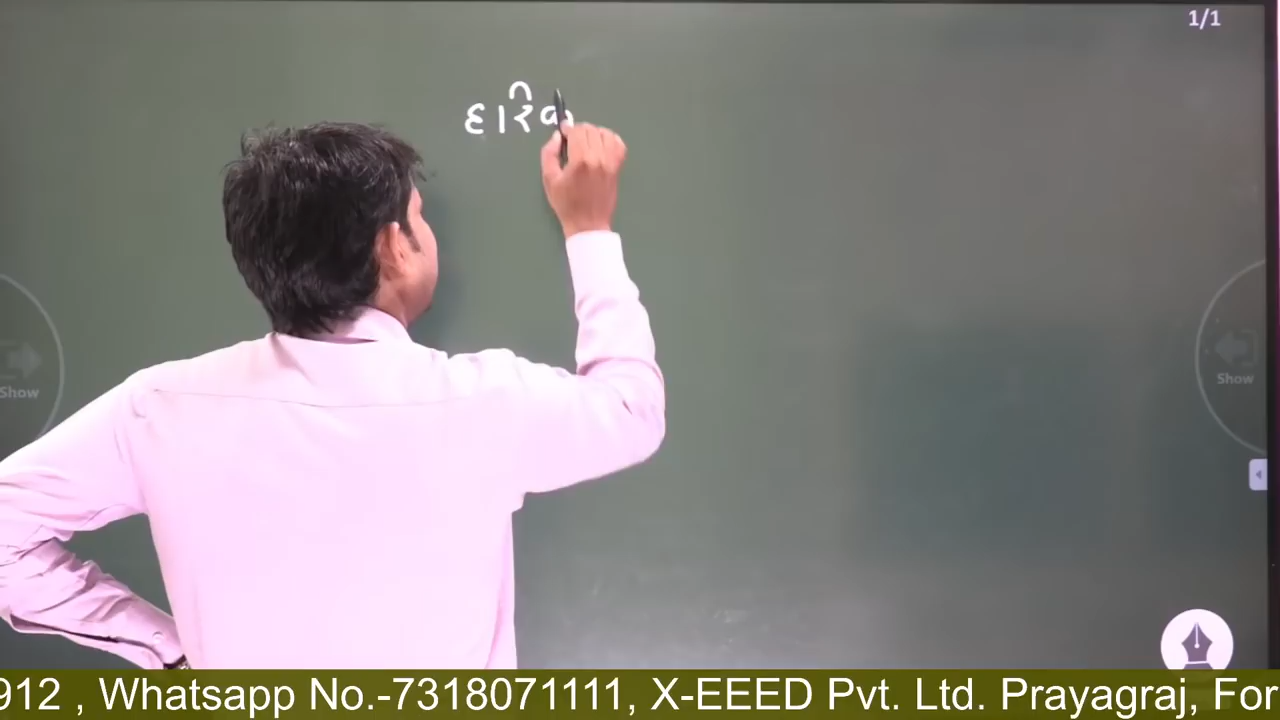 1/1
धारिक
Show
Show
912 , Whatsapp No.-7318071111, X-EEED Pvt. Ltd. Prayagraj, For